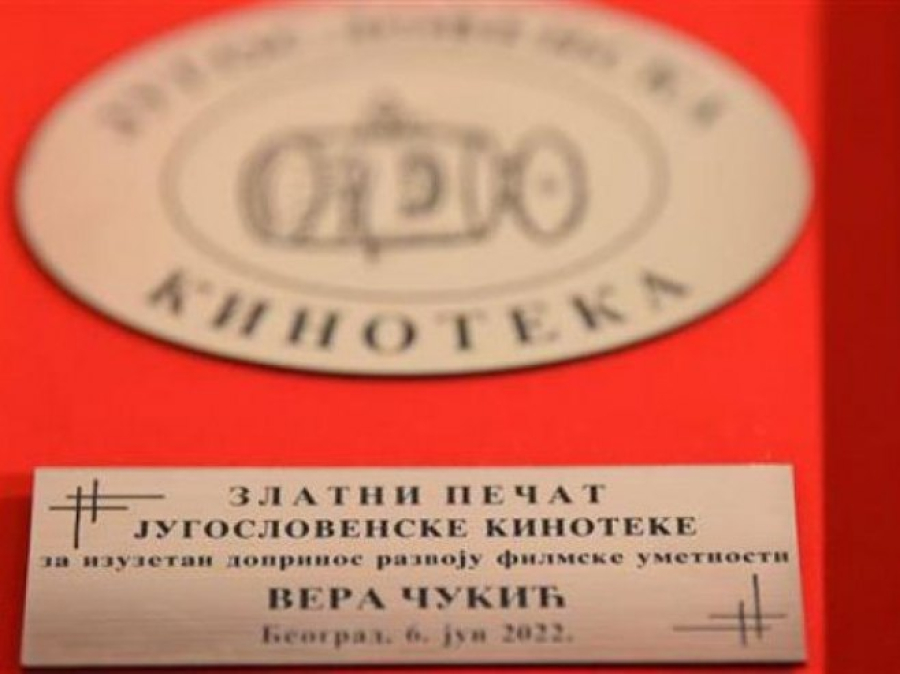 КИНОТЕКА
ЗЛАТНИ ПЕЧАТ
ЈУГОСЛОВЕНСКЕ КИНОТЕКЕ
за изузетан допринос развоју филмске уметности
ВЕРА ЧУКИЋ
Београд, 6. јун 2022.